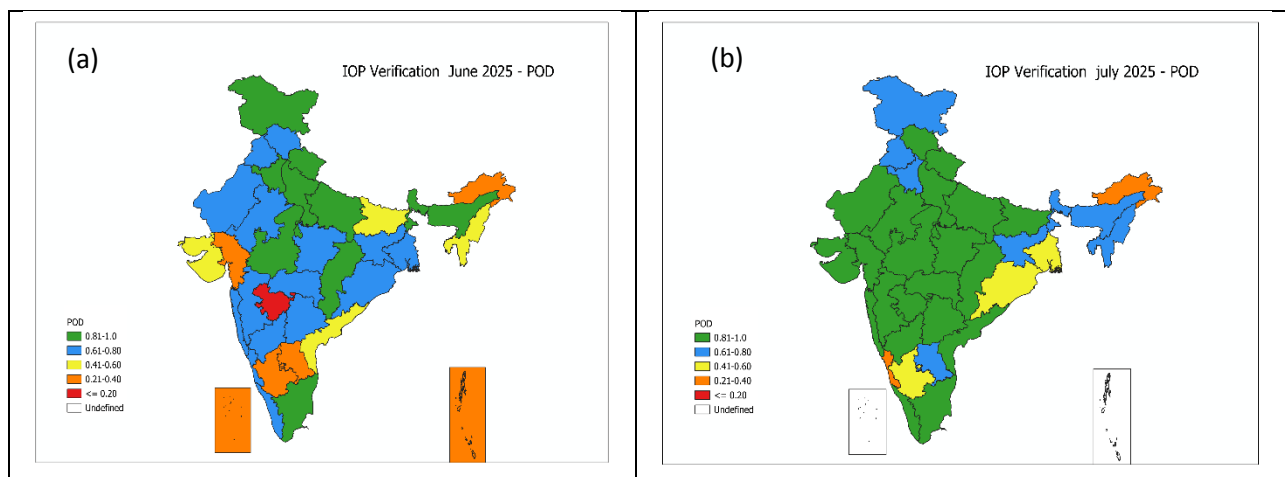 (a)
IOP Verification June 2025 - POD
POD
0.81-1.0
0.61-0.80
0.41-0.60
0.21-0.40
<= 0.20
Undefined
(b)
IOP Verification july 2025 - POD
POD
0.81-1.0
0.61-0.80
0.41-0.60
0.21-0.40
<= 0.20
Undefined